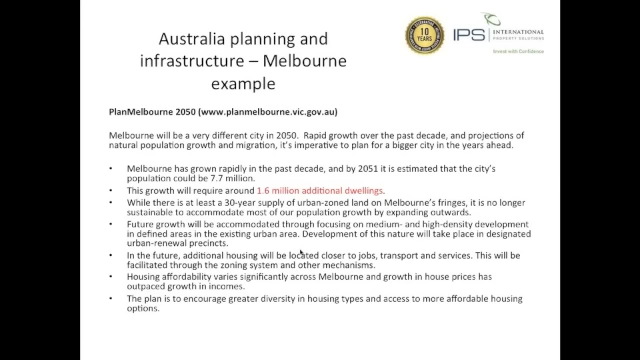 Australia planning and
infrastructure – Melbourne
example
10
YEARS
IPS
INTERNATIONAL
PROPERTY SOLUTIONS
Invest with Confidence
PlanMelbourne 2050 (www.planmelbourne.vic.gov.au)
Melbourne will be a very different city in 2050. Rapid growth over the past decade, and projections of
natural population growth and migration, it's imperative to plan for a bigger city in the years ahead.
• Melbourne has grown rapidly in the past decade, and by 2051 it is estimated that the city's
population could be 7.7 million.
• This growth will require around 1.6 million additional dwellings.
• While there is at least a 30-year supply of urban-zoned land on Melbourne's fringes, it is no longer
sustainable to accommodate most of our population growth by expanding outwards.
• Future growth will be accommodated through focusing on medium- and high-density development
in defined areas in the existing urban area. Development of this nature will take place in designated
urban-renewal precincts.
• In the future, additional housing will be located closer to jobs, transport and services. This will be
facilitated through the zoning system and other mechanisms.
• Housing affordability varies significantly across Melbourne and growth in house prices has
outpaced growth in incomes.
• The plan is to encourage greater diversity in housing types and access to more affordable housing
options.